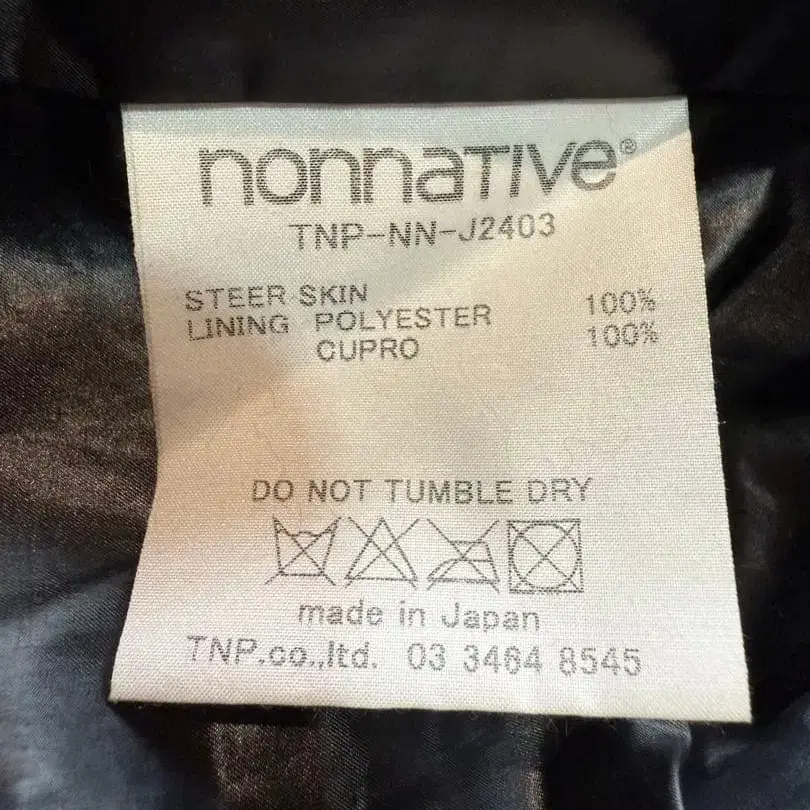 nonnaTIVe®
TNP-NN-J2403
STEER SKIN 100%
LINING POLYESTER 100%
CUPRO
DO NOT TUMBLE DRY
made in Japan
TNP.co.,ltd. 03 3464 8545